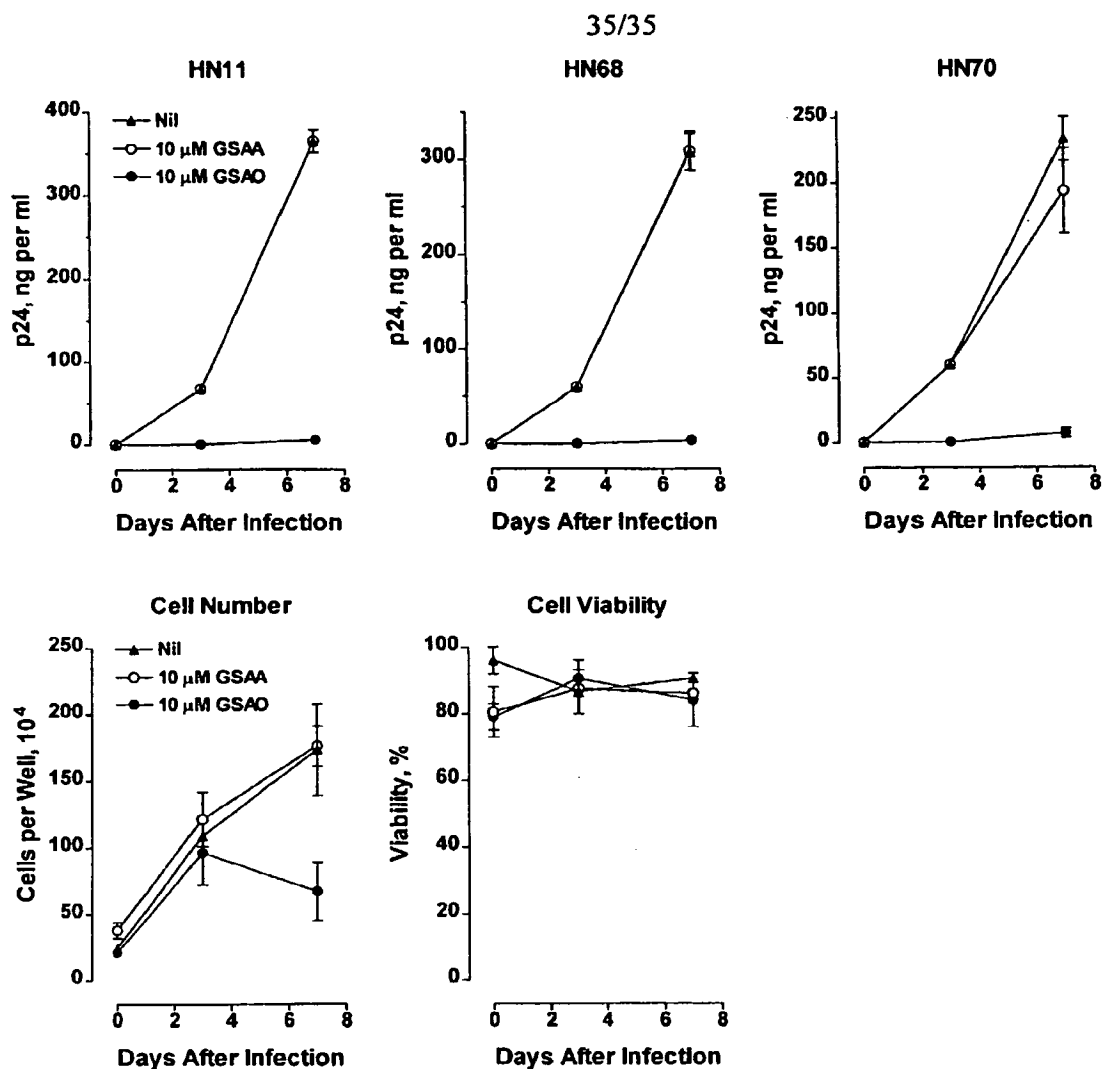 35/35
HN11
HN68
HN70
Nil
10 µM GSAA
10 µM GSAO
p24, ng per ml
400
300
200
100
0
0 2 4 6 8
Days After Infection
p24, ng per ml
300
200
100
0
0 2 4 6 8
Days After Infection
p24, ng per ml
250
200
150
100
50
0
0 2 4 6 8
Days After Infection
Cell Number
Nil
10 µM GSAA
10 µM GSAO
Cells per Well, 10^4
250
200
150
100
50
0
0 2 4 6 8
Days After Infection
Cell Viability
Viability, %
100
80
60
40
20
0
0 2 4 6 8
Days After Infection